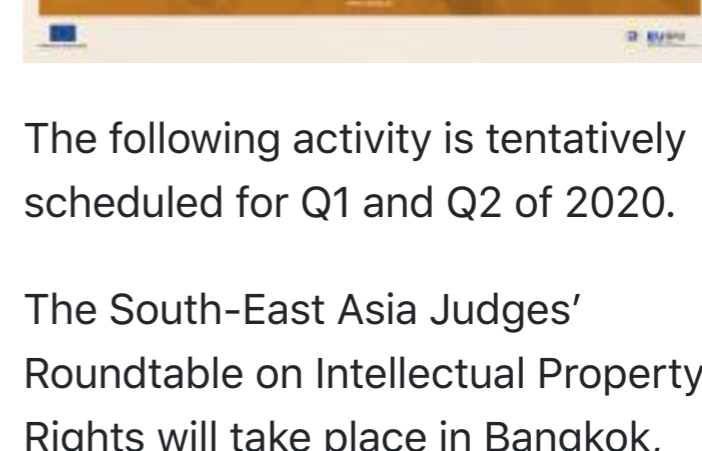 The following activity is tentatively
scheduled for Q1 and Q2 of 2020.
The South-East Asia Judges’
Roundtable on Intellectual Property
Rights will take place in Bangkok,